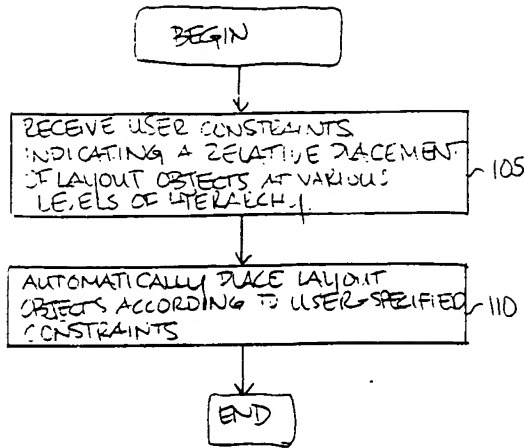 BEGIN
RECEIVE USER CONSTRAINTS
INDICATING A RELATIVE PLACEMENT
OF LAYOUT OBJECTS AT VARIOUS
LEVELS OF HIERARCHY
105
AUTOMATICALLY PLACE LAYOUT
OBJECTS ACCORDING TO USER-SPECIFIED
CONSTRAINTS
110
END